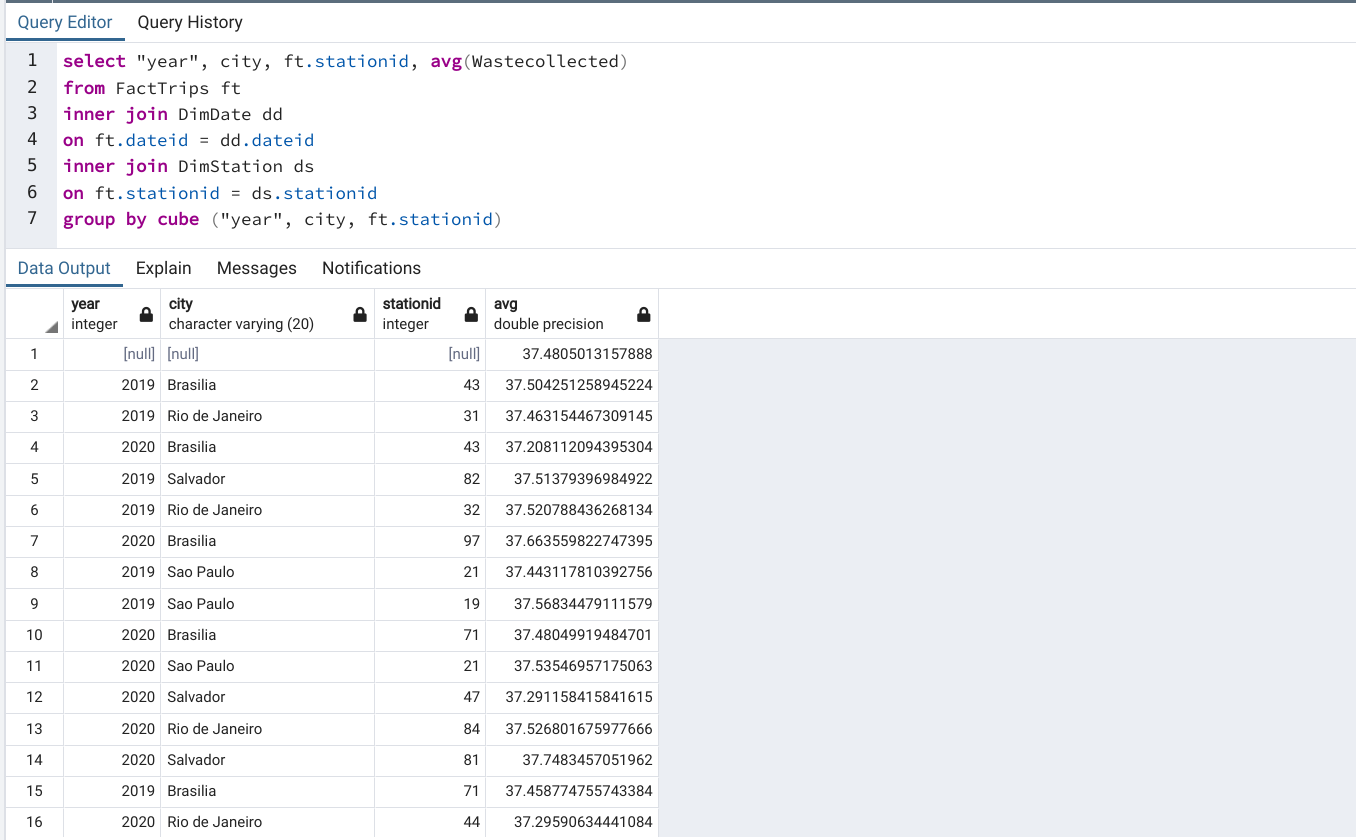 Query Editor Query History
1 select "year", city, ft.stationid, avg(Wastecollected)
2 from FactTrips ft
3 inner join DimDate dd
4 on ft.dateid = dd.dateid
5 inner join DimStation ds
6 on ft.stationid = ds.stationid
7 group by cube ("year", city, ft.stationid)
Data Output Explain Messages Notifications
year city stationid avg
integer character varying (20) integer double precision
1 [null] [null] [null] 37.4805013157888
2 2019 Brasilia 43 37.504251258945224
3 2019 Rio de Janeiro 31 37.463154467309145
4 2020 Brasilia 43 37.208112094395304
5 2019 Salvador 82 37.51379396984922
6 2019 Rio de Janeiro 32 37.520788436268134
7 2020 Brasilia 97 37.663559822747395
8 2019 Sao Paulo 21 37.443117810392756
9 2019 Sao Paulo 19 37.56834479111579
10 2020 Brasilia 71 37.48049919484701
11 2020 Sao Paulo 21 37.53546957175063
12 2020 Salvador 47 37.291158415841615
13 2020 Rio de Janeiro 84 37.526801675977666
14 2020 Salvador 81 37.7483457051962
15 2019 Brasilia 71 37.458774755743384
16 2020 Rio de Janeiro 44 37.29590634441084